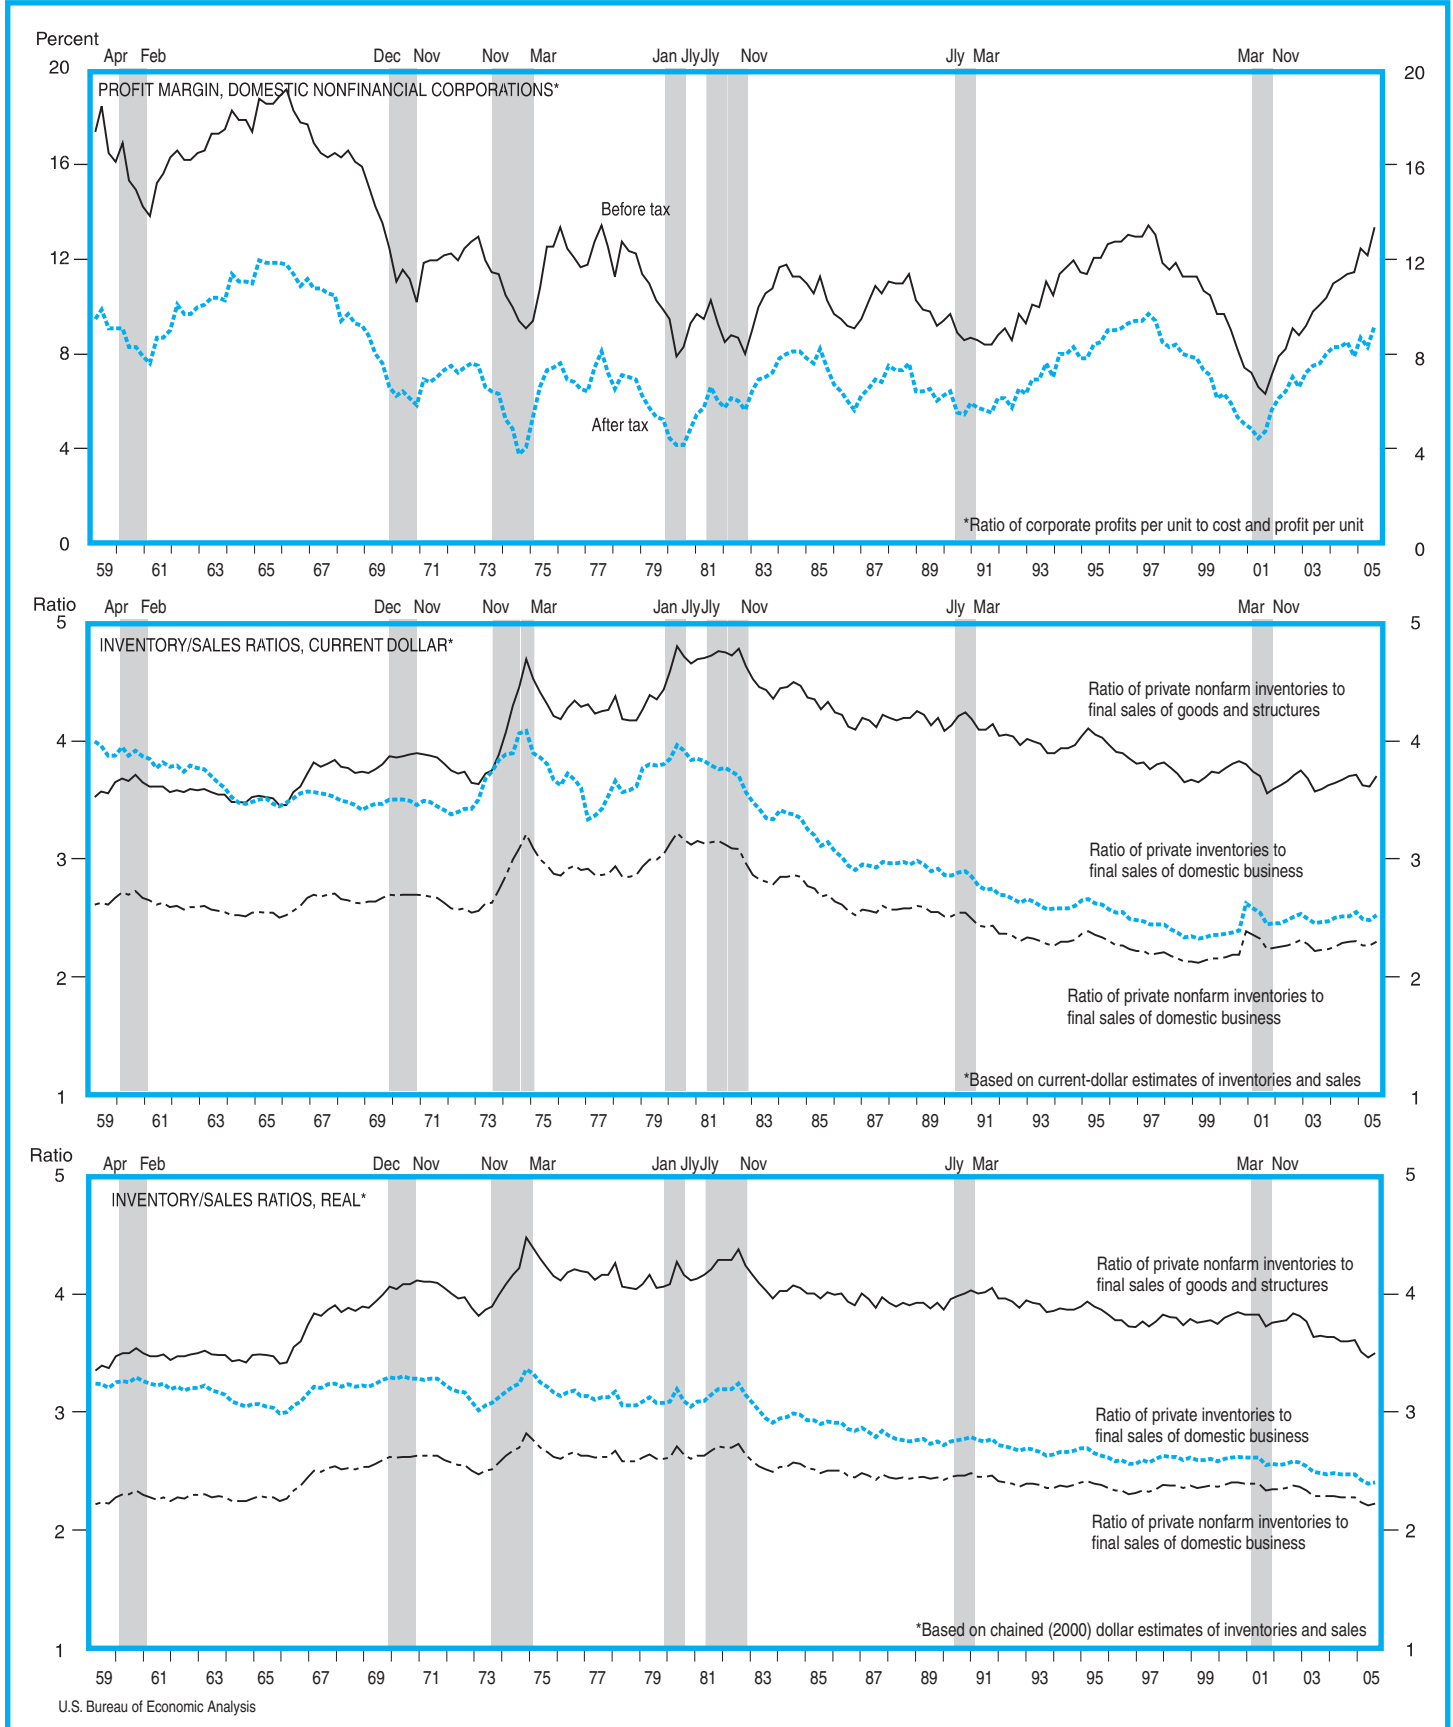 Percent
Apr Feb Dec Nov Nov Mar Jan Jly Jly Nov Jly Mar Mar Nov
20 20
PROFIT MARGIN, DOMESTIC NONFINANCIAL CORPORATIONS*
16 16
Before tax
12 12
8 8
After tax
4 4
*Ratio of corporate profits per unit to cost and profit per unit
0 0
59 61 63 65 67 69 71 73 75 77 79 81 83 85 87 89 91 93 95 97 99 01 03 05
Ratio
Apr Feb Dec Nov Nov Mar Jan Jly Jly Nov Jly Mar Mar Nov
5 5
INVENTORY/SALES RATIOS, CURRENT DOLLAR*
Ratio of private nonfarm inventories to
final sales of goods and structures
4 4
Ratio of private inventories to
final sales of domestic business
3 3
2 2
Ratio of private nonfarm inventories to
final sales of domestic business
*Based on current-dollar estimates of inventories and sales
1 1
59 61 63 65 67 69 71 73 75 77 79 81 83 85 87 89 91 93 95 97 99 01 03 05
Ratio
Apr Feb Dec Nov Nov Mar Jan Jly Jly Nov Jly Mar Mar Nov
5 5
INVENTORY/SALES RATIOS, REAL*
Ratio of private nonfarm inventories to
final sales of goods and structures
4 4
Ratio of private inventories to
final sales of domestic business
3 3
Ratio of private nonfarm inventories to
final sales of domestic business
2 2
*Based on chained (2000) dollar estimates of inventories and sales
1 1
59 61 63 65 67 69 71 73 75 77 79 81 83 85 87 89 91 93 95 97 99 01 03 05
U.S. Bureau of Economic Analysis